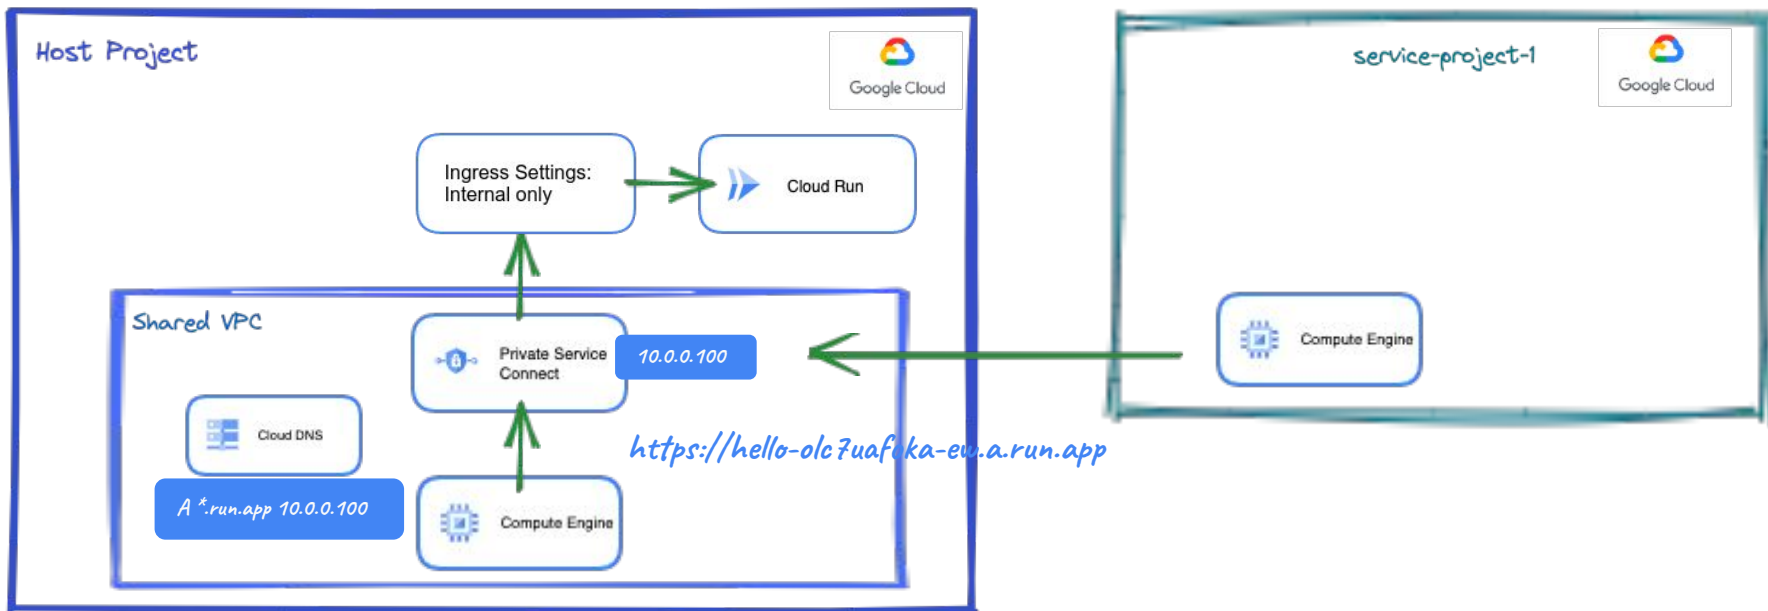 Host Project
Google Cloud
service-project-1
Google Cloud
Ingress Settings:
Internal only
Cloud Run
Shared VPC
Private Service
Connect
10.0.0.100
Compute Engine
Cloud DNS
A *.run.app 10.0.0.100
Compute Engine